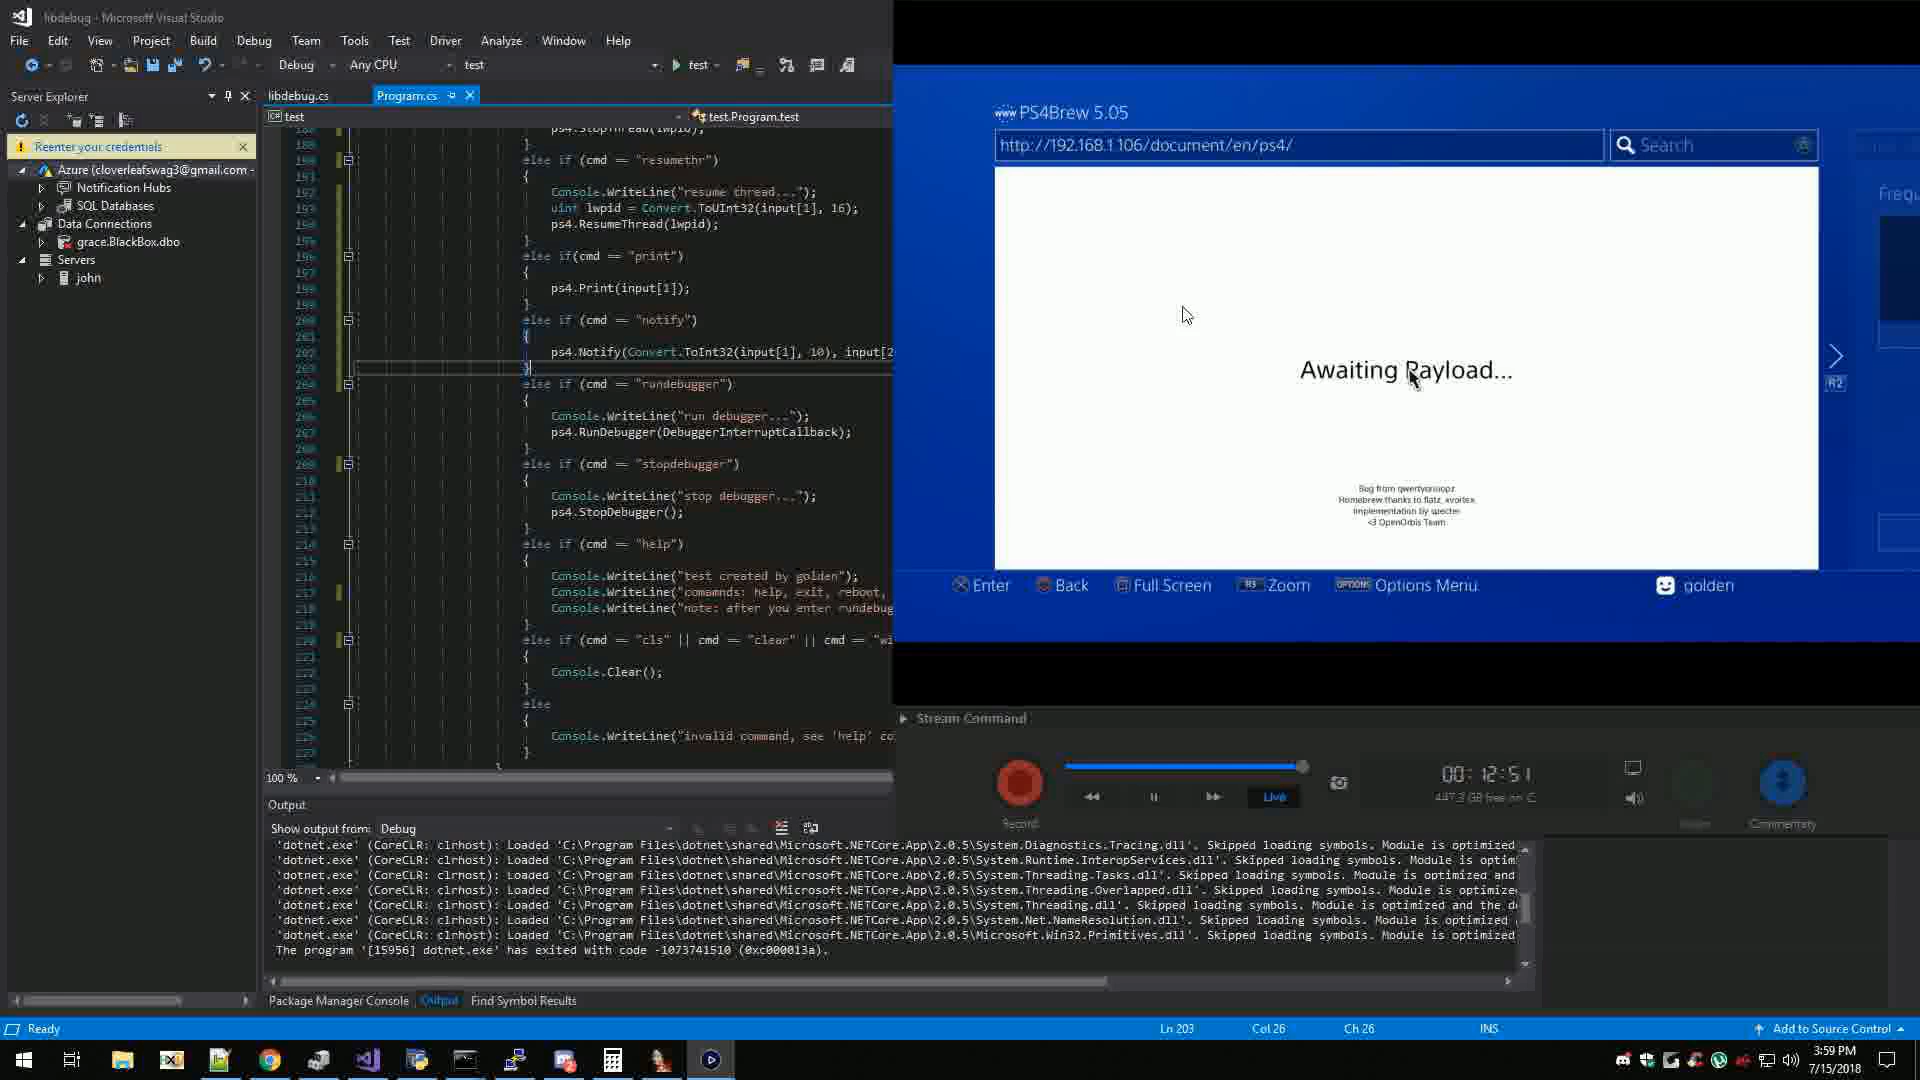 libdebug - Microsoft Visual Studio
File Edit View Project Build Debug Team Tools Test Driver Analyze Window Help
Debug Any CPU test test
Server Explorer
Reenter your credentials
Azure (cloverleafswag3@gmail.com -
Notification Hubs
SQL Databases
Data Connections
grace.BlackBox.dbo
Servers
john
libdebug.cs Program.cs
test test.Program.test
ps4.StopThread(lwpid);
}
else if (cmd == "resumethr")
{
Console.WriteLine("resume thread...");
uint lwpid = Convert.ToUInt32(input[1], 16);
ps4.ResumeThread(lwpid);
}
else if(cmd == "print")
{
ps4.Print(input[1]);
}
else if (cmd == "notify")
{
ps4.Notify(Convert.ToInt32(input[1], 10), input[2
}
else if (cmd == "rundebugger")
{
Console.WriteLine("run debugger...");
ps4.RunDebugger(DebuggerInterruptCallback);
}
else if (cmd == "stopdebugger")
{
Console.WriteLine("stop debugger...");
ps4.StopDebugger();
}
else if (cmd == "help")
{
Console.WriteLine("test created by golden");
Console.WriteLine("comamnds: help, exit, reboot,
Console.WriteLine("note: after you enter rundebug
}
else if (cmd == "cls" || cmd == "clear" || cmd == "wi
{
Console.Clear();
}
else
{
Console.WriteLine("invalid command, see 'help' co
}
100 %
Output
Show output from: Debug
'dotnet.exe' (CoreCLR: clrhost): Loaded 'C:\Program Files\dotnet\shared\Microsoft.NETCore.App\2.0.5\System.Diagnostics.Tracing.dll'. Skipped loading symbols. Module is optimized
'dotnet.exe' (CoreCLR: clrhost): Loaded 'C:\Program Files\dotnet\shared\Microsoft.NETCore.App\2.0.5\System.Runtime.InteropServices.dll'. Skipped loading symbols. Module is optim
'dotnet.exe' (CoreCLR: clrhost): Loaded 'C:\Program Files\dotnet\shared\Microsoft.NETCore.App\2.0.5\System.Threading.Tasks.dll'. Skipped loading symbols. Module is optimized and
'dotnet.exe' (CoreCLR: clrhost): Loaded 'C:\Program Files\dotnet\shared\Microsoft.NETCore.App\2.0.5\System.Threading.Overlapped.dll'. Skipped loading symbols. Module is optimize
'dotnet.exe' (CoreCLR: clrhost): Loaded 'C:\Program Files\dotnet\shared\Microsoft.NETCore.App\2.0.5\System.Threading.dll'. Skipped loading symbols. Module is optimized and the d
'dotnet.exe' (CoreCLR: clrhost): Loaded 'C:\Program Files\dotnet\shared\Microsoft.NETCore.App\2.0.5\System.Net.NameResolution.dll'. Skipped loading symbols. Module is optimized
'dotnet.exe' (CoreCLR: clrhost): Loaded 'C:\Program Files\dotnet\shared\Microsoft.NETCore.App\2.0.5\Microsoft.Win32.Primitives.dll'. Skipped loading symbols. Module is optimized
The program '[15956] dotnet.exe' has exited with code -1073741510 (0xc000013a).
Package Manager Console Output Find Symbol Results
Ready Ln 203 Col 26 Ch 26 INS Add to Source Control
www PS4Brew 5.05
http://192.168.1.106/document/en/ps4/ Search
Frequ
Awaiting Payload...
R2
Bug from qwertyoruiopz
Homebrew thanks to flatz, xvortex
Implementation by specter
<3 OpenOrbis Team
Enter Back Full Screen R3 Zoom OPTIONS Options Menu golden
Stream Command
00:12:51
Live
Record Commentary
3:59 PM
7/15/2018